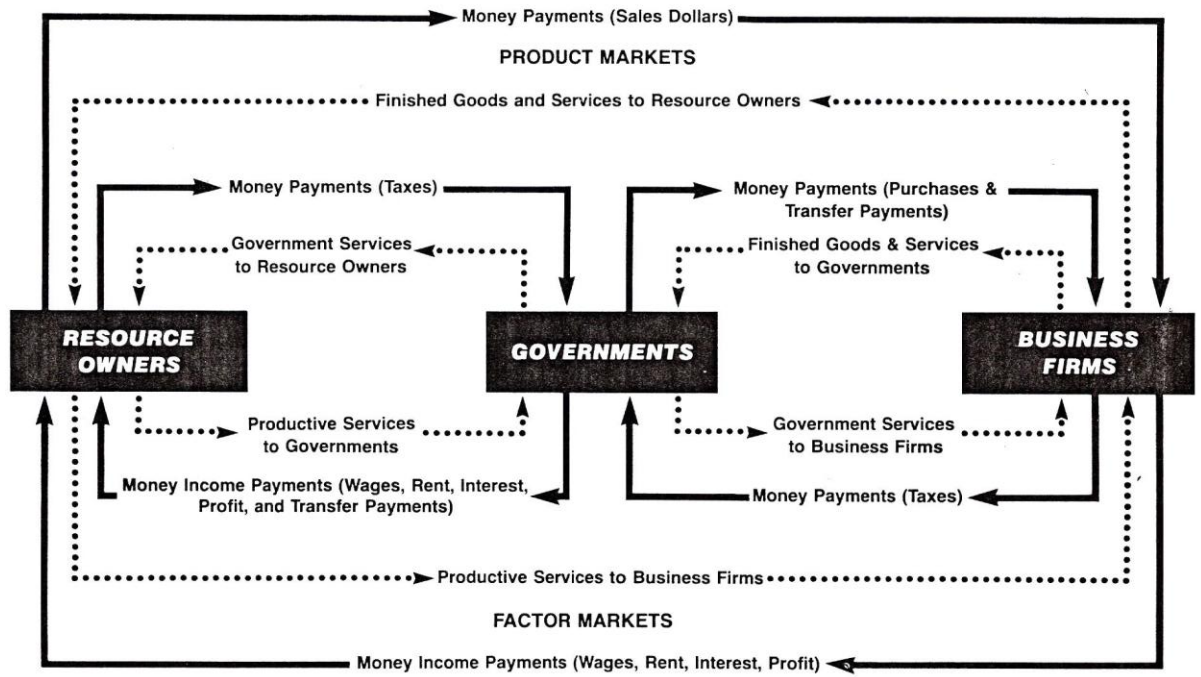 Money Payments (Sales Dollars)
PRODUCT MARKETS
Finished Goods and Services to Resource Owners
Money Payments (Taxes)
Money Payments (Purchases &
Transfer Payments)
Government Services
to Resource Owners
Finished Goods & Services
to Governments
RESOURCE
OWNERS
GOVERNMENTS
BUSINESS
FIRMS
Productive Services
to Governments
Government Services
to Business Firms
Money Income Payments (Wages, Rent, Interest,
Profit, and Transfer Payments)
Money Payments (Taxes)
Productive Services to Business Firms
FACTOR MARKETS
Money Income Payments (Wages, Rent, Interest, Profit)